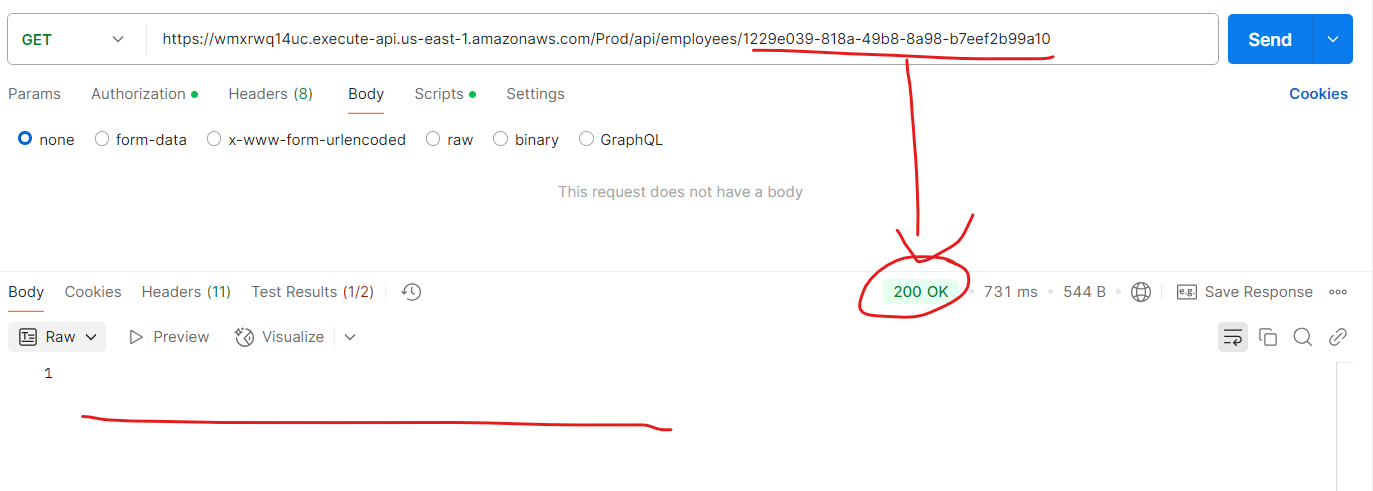 GET https://wmxrwq14uc.execute-api.us-east-1.amazonaws.com/Prod/api/employees/1229e039-818a-49b8-8a98-b7eef2b99a10 Send
Params Authorization Headers (8) Body Scripts Settings Cookies
none form-data x-www-form-urlencoded raw binary GraphQL
This request does not have a body
Body Cookies Headers (11) Test Results (1/2) 200 OK 731 ms 544 B e.g. Save Response
Raw Preview Visualize
1